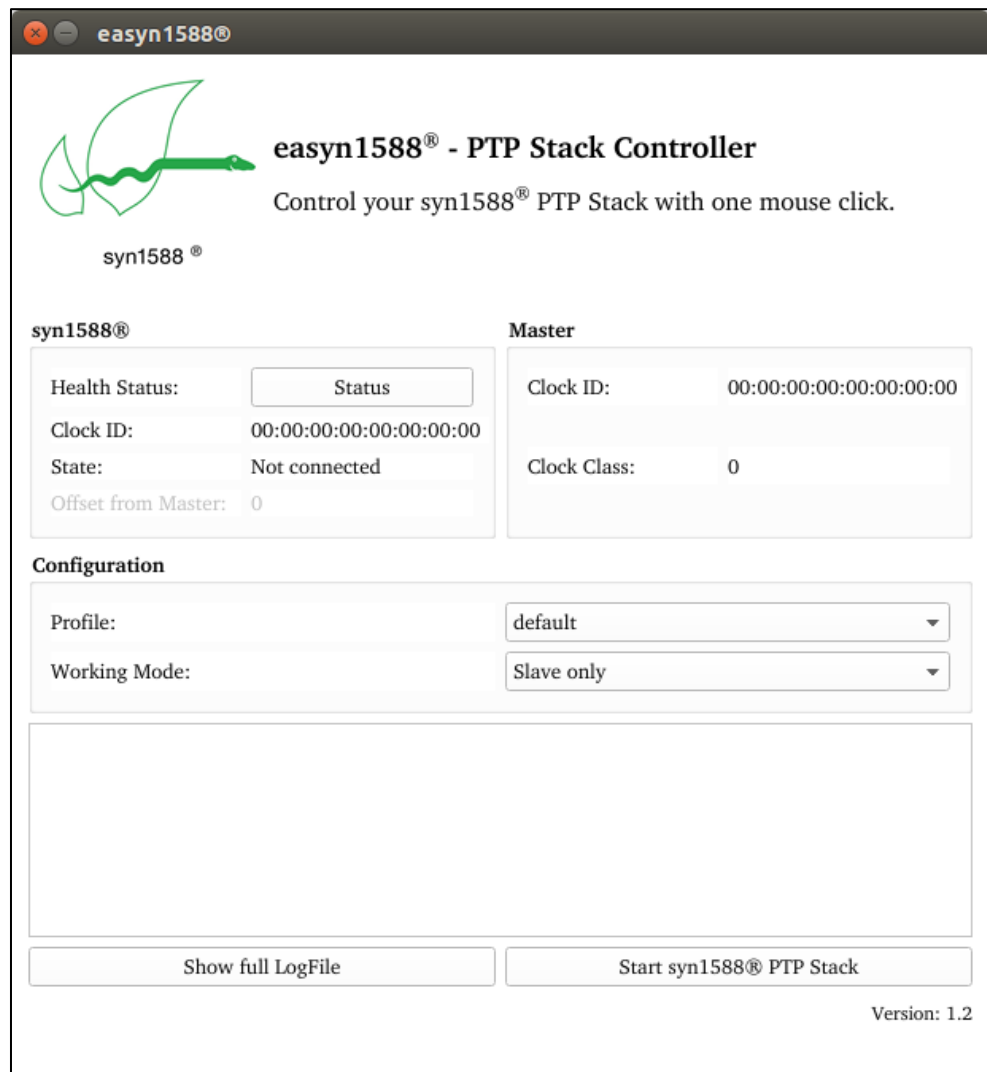 easyn1588®
easyn1588® - PTP Stack Controller
Control your syn1588® PTP Stack with one mouse click.
syn1588 ®
syn1588®
Health Status:
Status
Clock ID:
00:00:00:00:00:00:00:00
State:
Not connected
Offset from Master:
0
Master
Clock ID:
00:00:00:00:00:00:00:00
Clock Class:
0
Configuration
Profile:
default
Working Mode:
Slave only
Show full LogFile
Start syn1588® PTP Stack
Version: 1.2